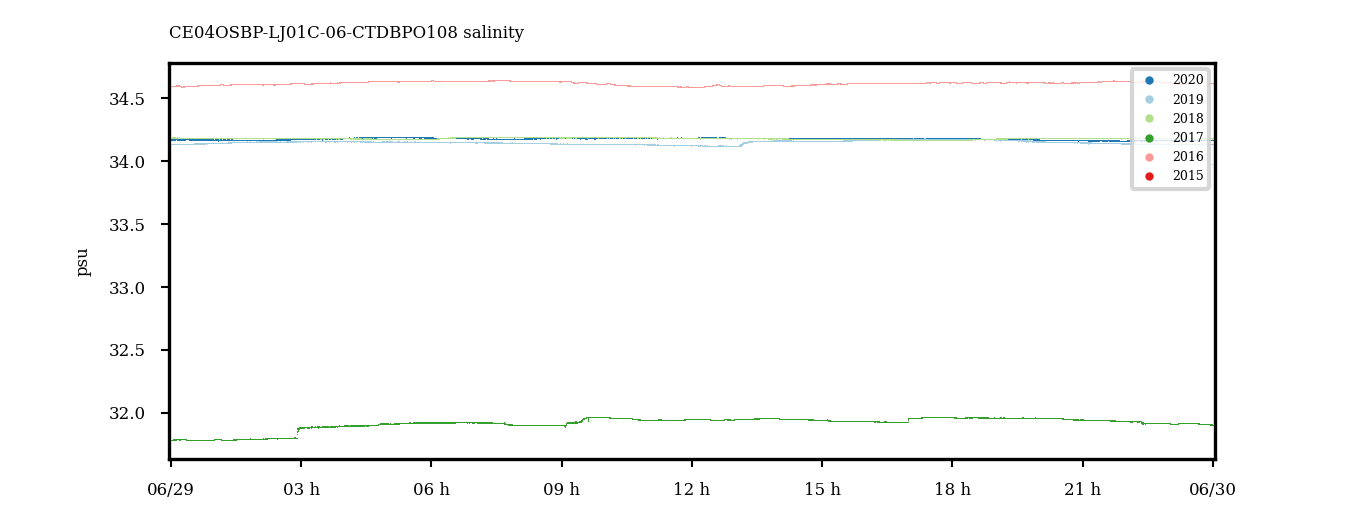 CE04OSBP-LJ01C-06-CTDBPO108 salinity
2020
2019
2018
2017
2016
2015
34.5
34.0
33.5
33.0
32.5
32.0
psu
06/29
03 h
06 h
09 h
12 h
15 h
18 h
21 h
06/30